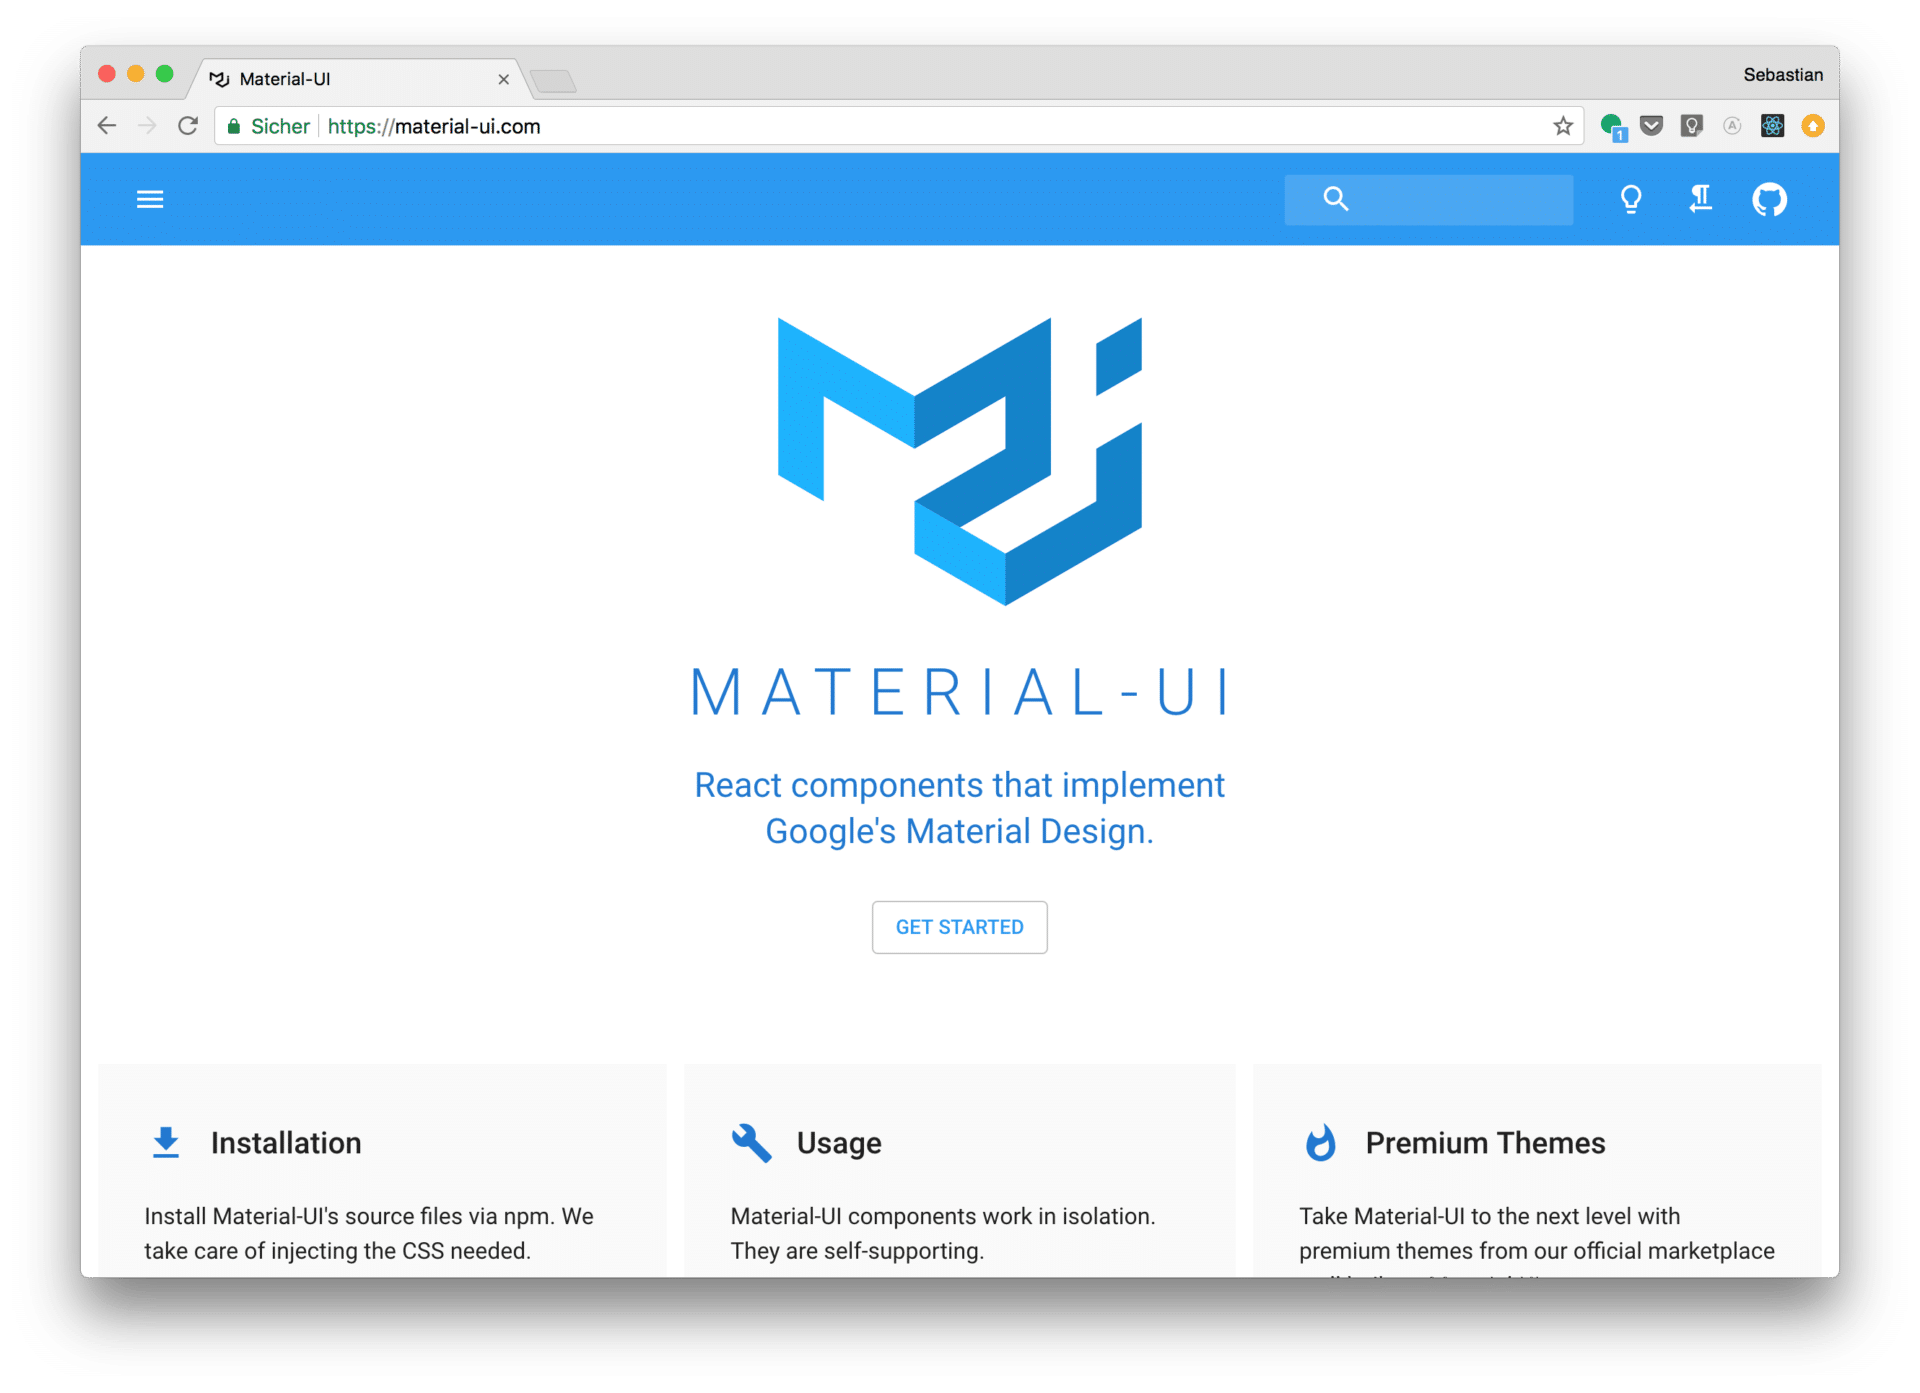 Material-UI
Sebastian
Sicher https://material-ui.com
1
MATERIAL-UI
React components that implement
Google's Material Design.
GET STARTED
Installation
Install Material-UI's source files via npm. We
take care of injecting the CSS needed.
Usage
Material-UI components work in isolation.
They are self-supporting.
Premium Themes
Take Material-UI to the next level with
premium themes from our official marketplace